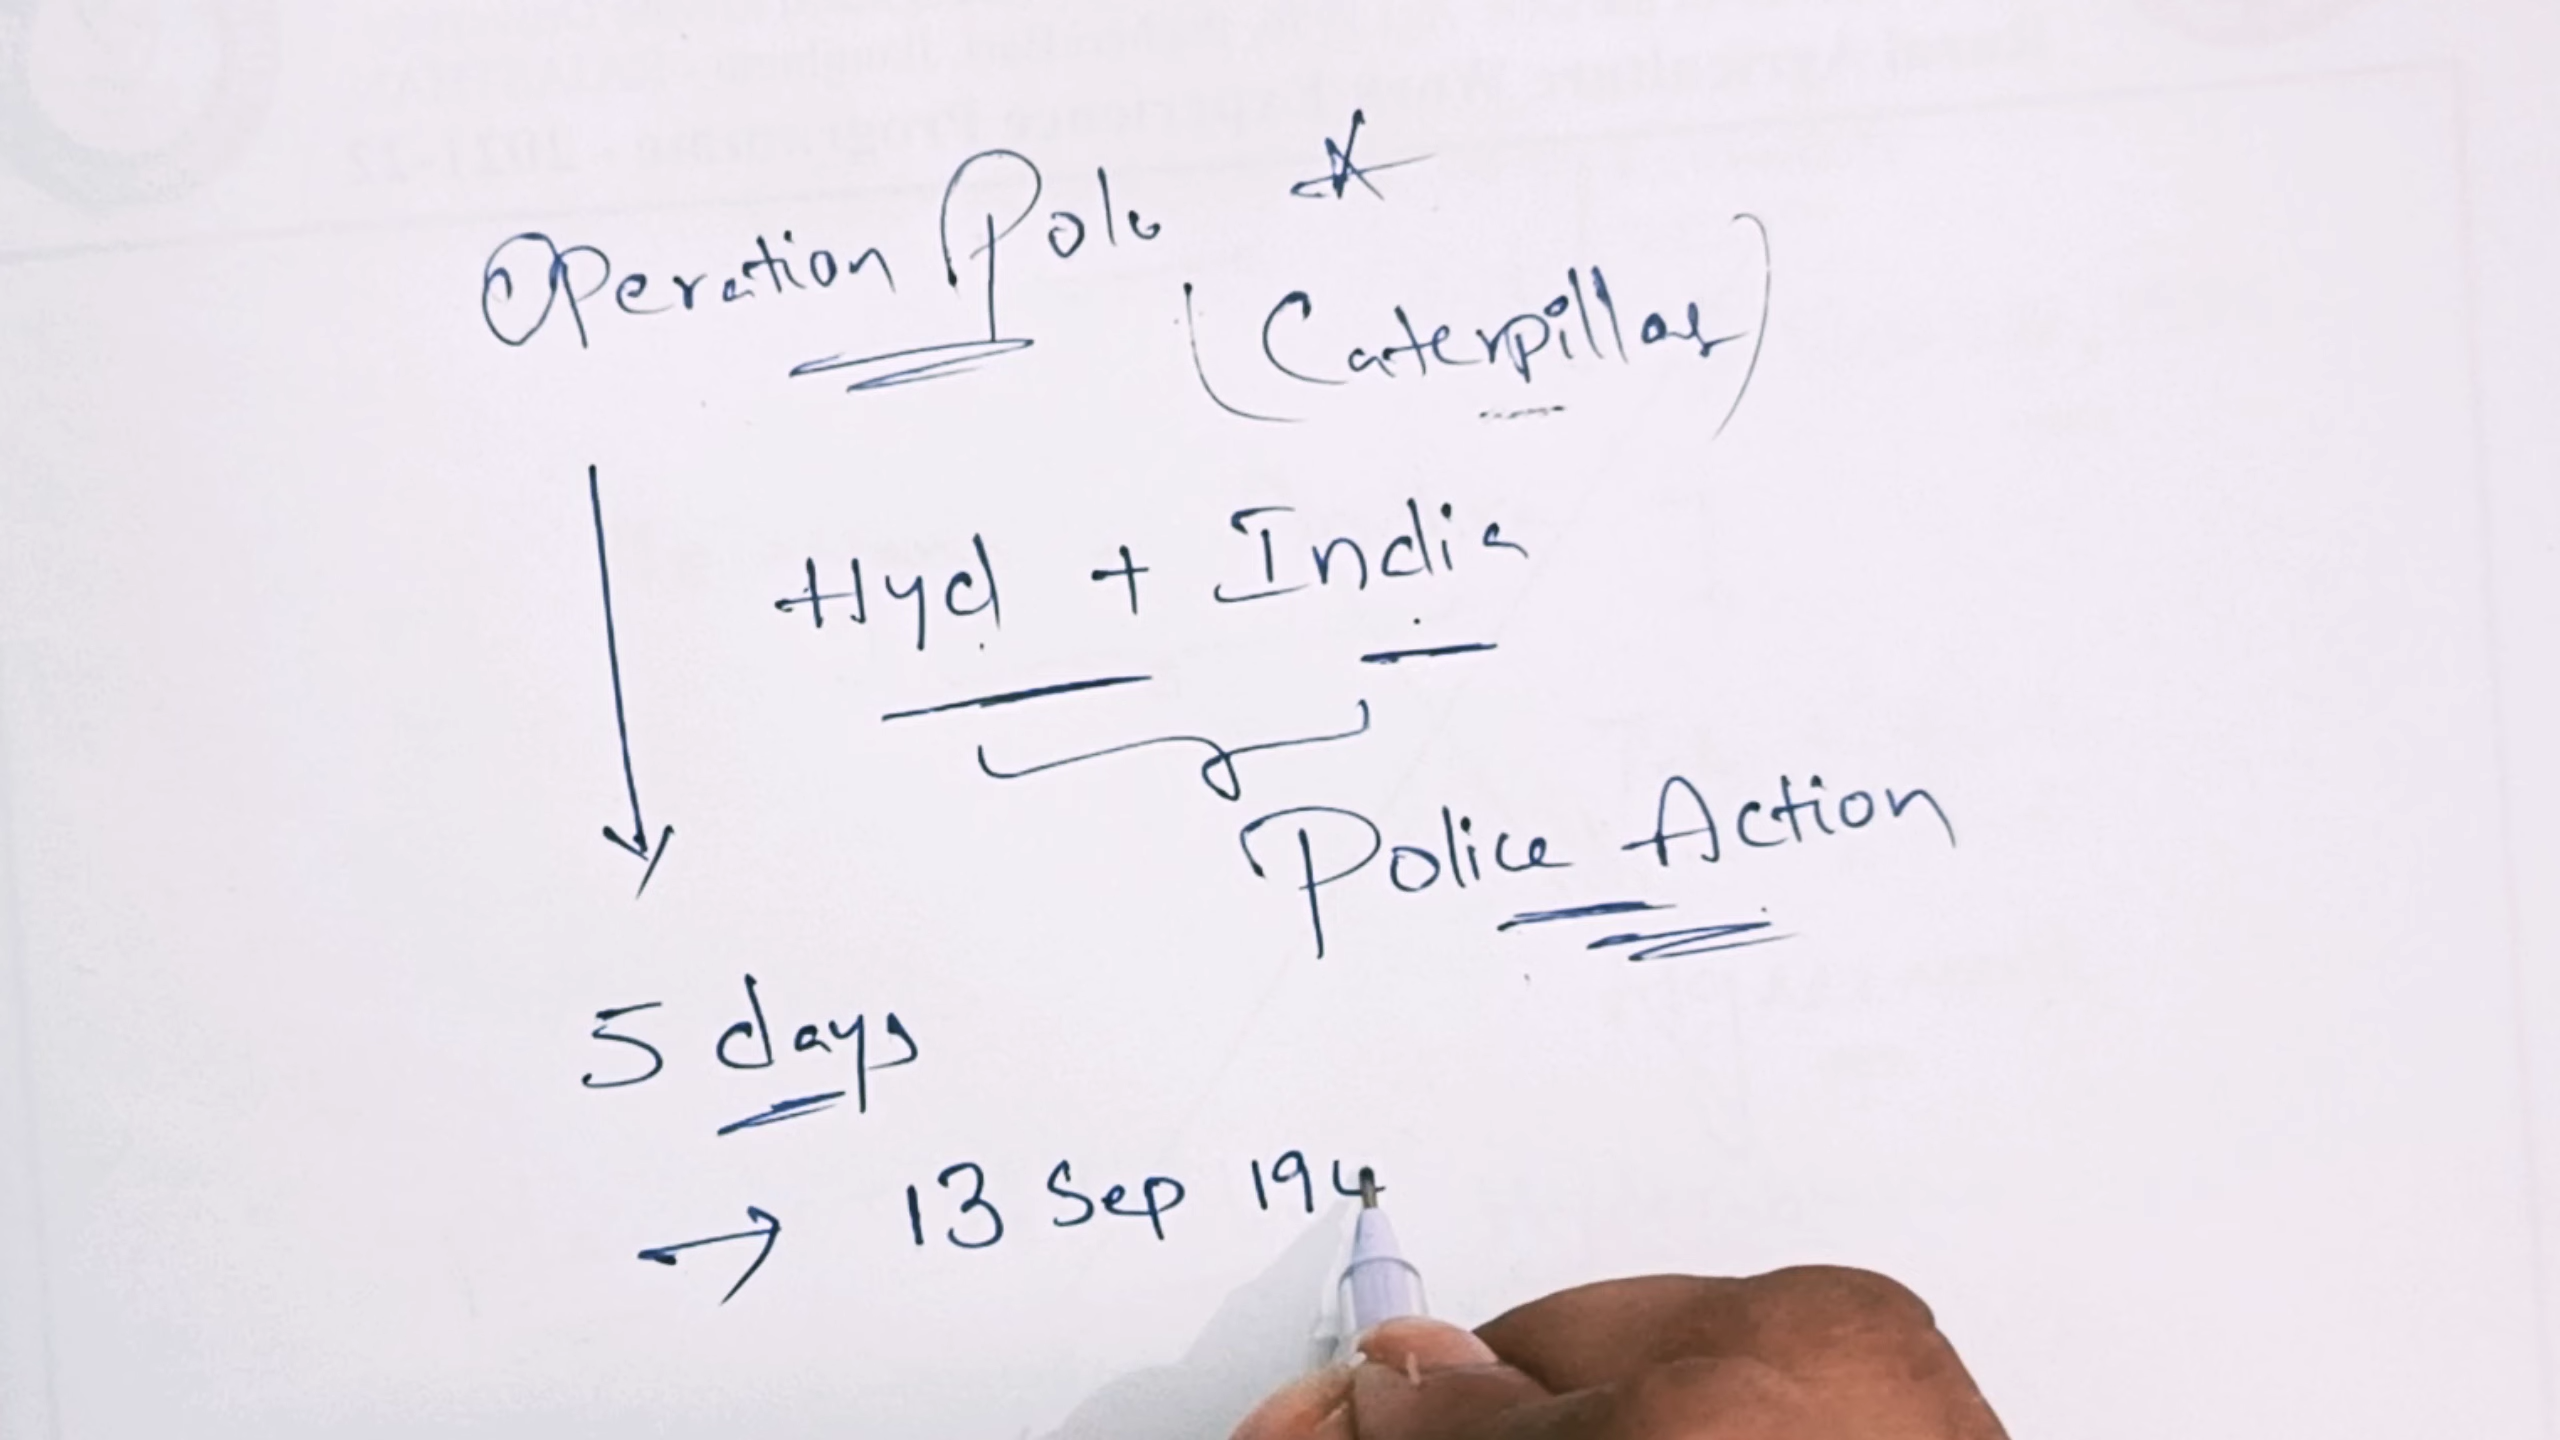 Operation Polo
(Caterpillar)
Hyd + India
Police Action
5 days
→ 13 Sep 194